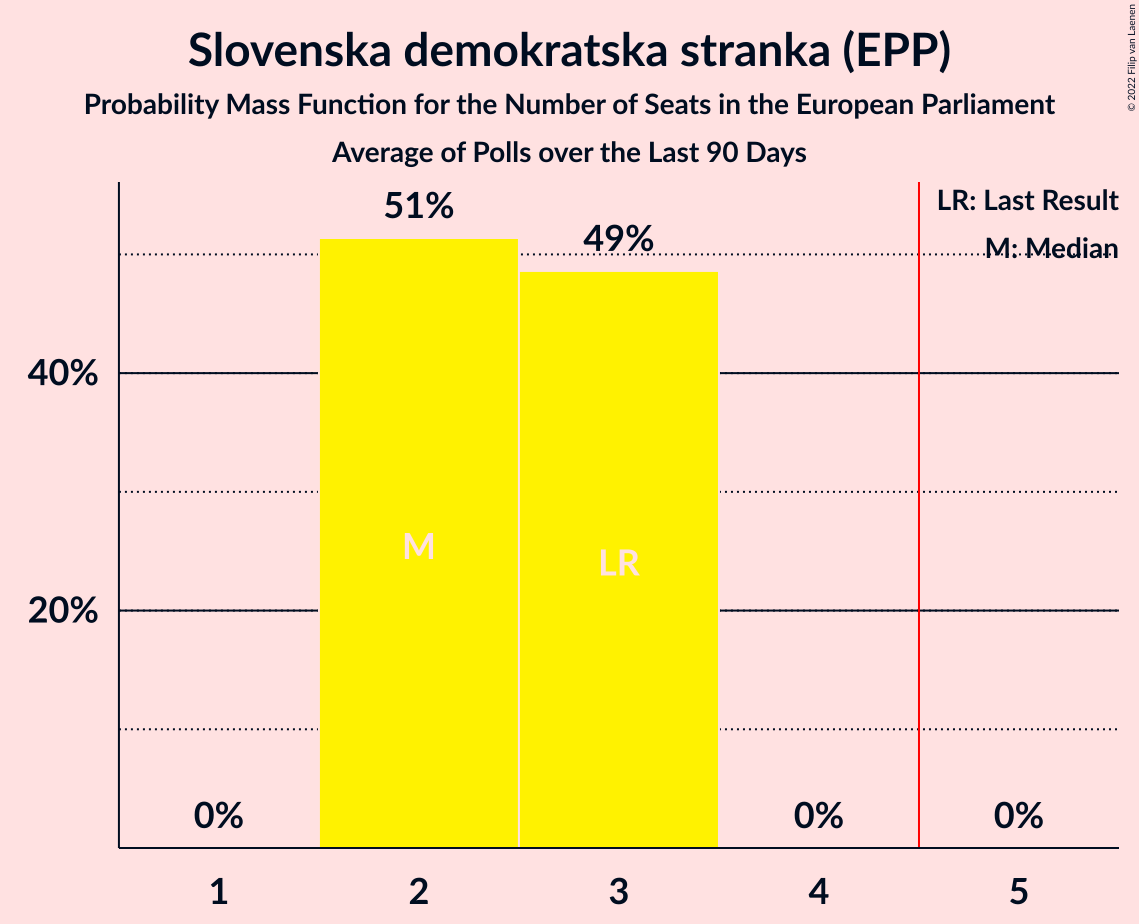 Slovenska demokratska stranka (EPP)
Probability Mass Function for the Number of Seats in the European Parliament
Average of Polls over the Last 90 Days
© 2022 Filip van Laenen
LR: Last Result
M: Median
51%
49%
40%
20%
M
LR
0%
0%
0%
1
2
3
4
5